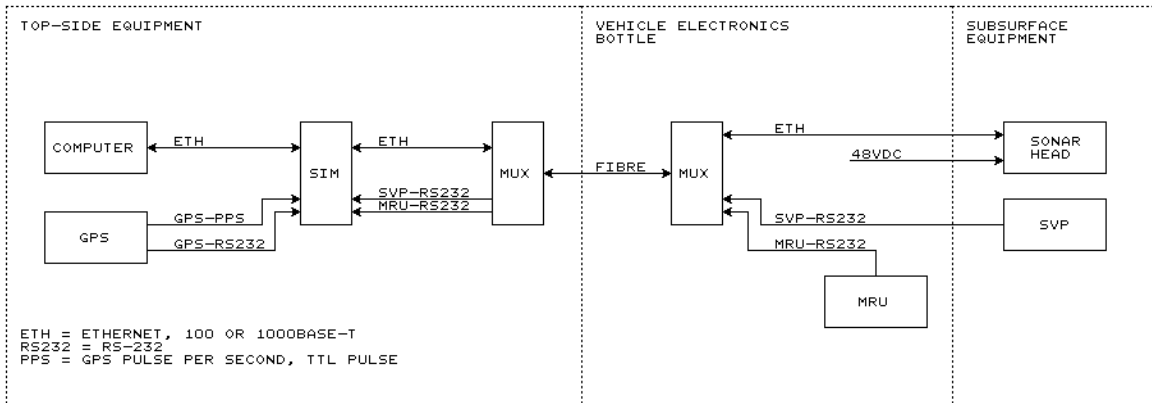 TOP-SIDE EQUIPMENT
VEHICLE ELECTRONICS
BOTTLE
SUBSURFACE
EQUIPMENT
COMPUTER
ETH
SIM
ETH
MUX
FIBRE
MUX
ETH
48VDC
SONAR
HEAD
SVP-RS232
MRU-RS232
GPS
GPS-PPS
GPS-RS232
SVP-RS232
MRU-RS232
SVP
MRU
ETH = ETHERNET, 100 OR 1000BASE-T
RS232 = RS-232
PPS = GPS PULSE PER SECOND, TTL PULSE